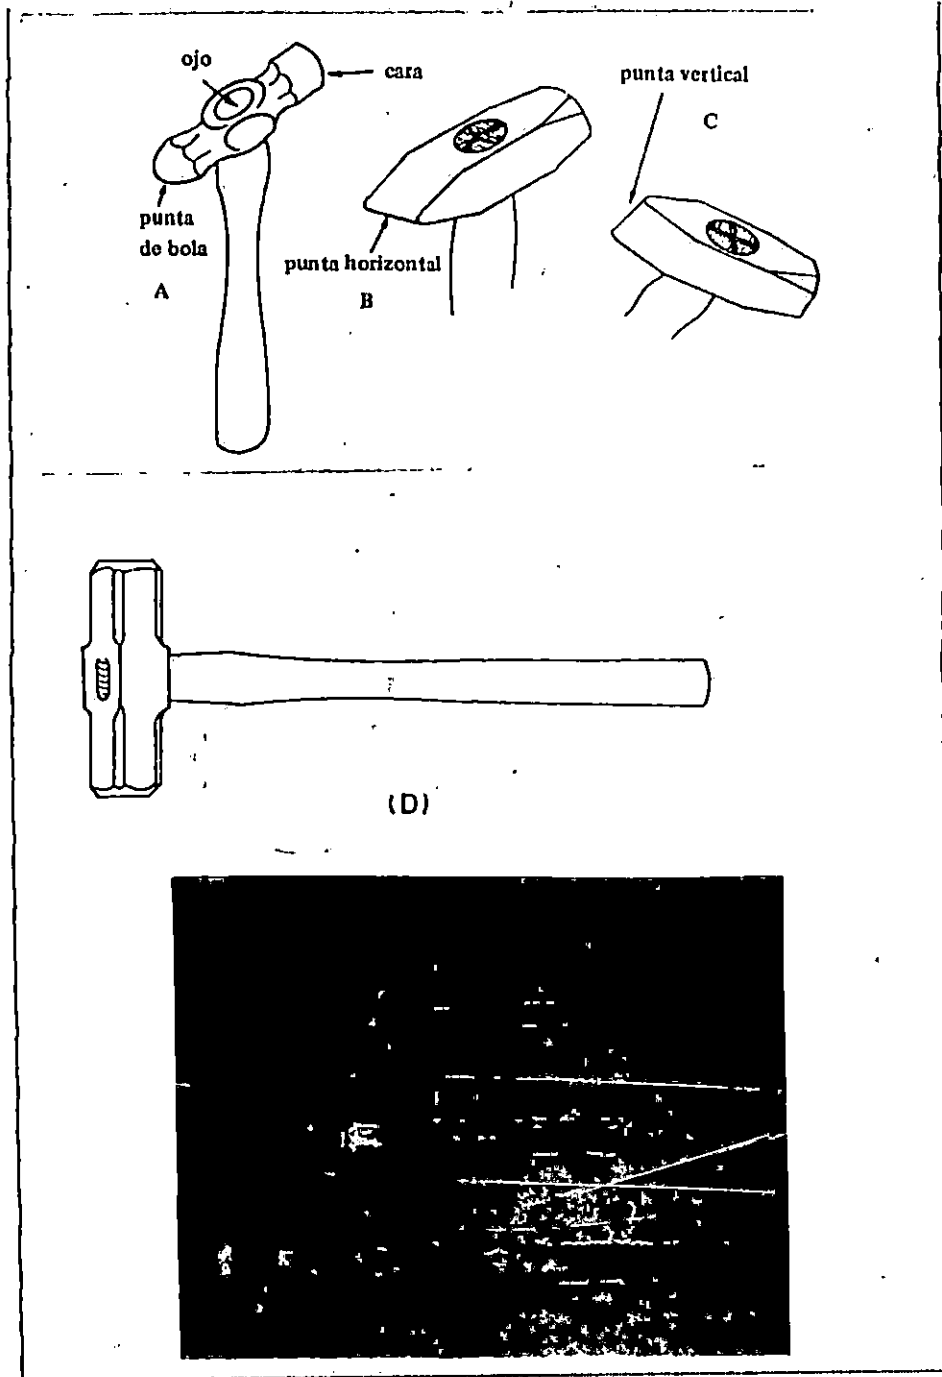 ojo
cara
punta
de bola
A
punta horizontal
B
punta vertical
C
(D)